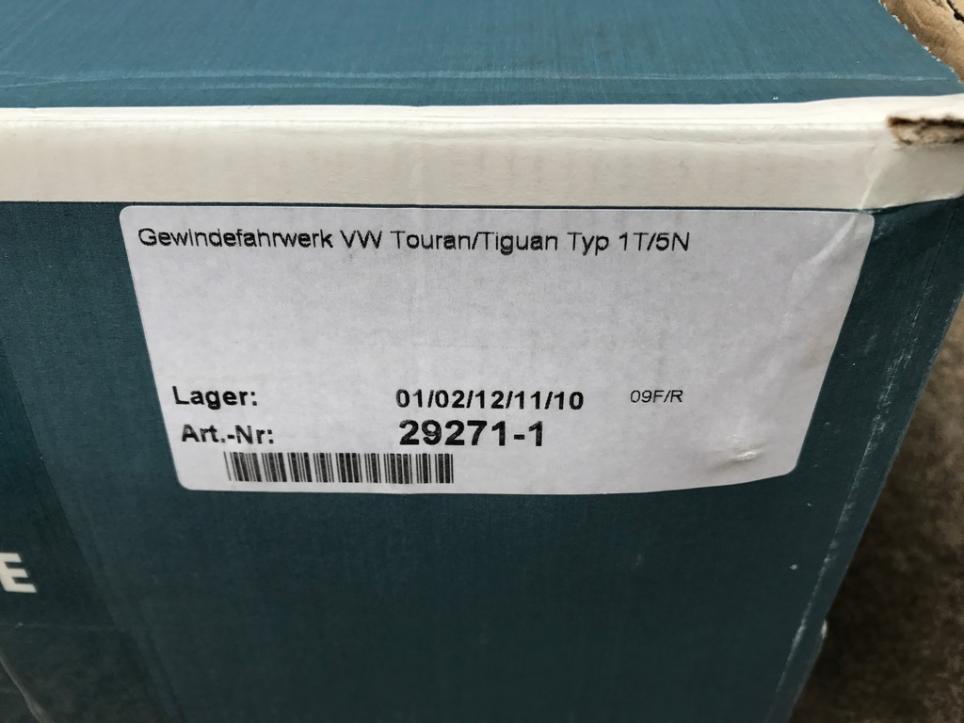 Gewindefahrwerk VW Touran/Tiguan Typ 1T/5N
Lager: 01/02/12/11/10 09F/R
Art.-Nr: 29271-1
E